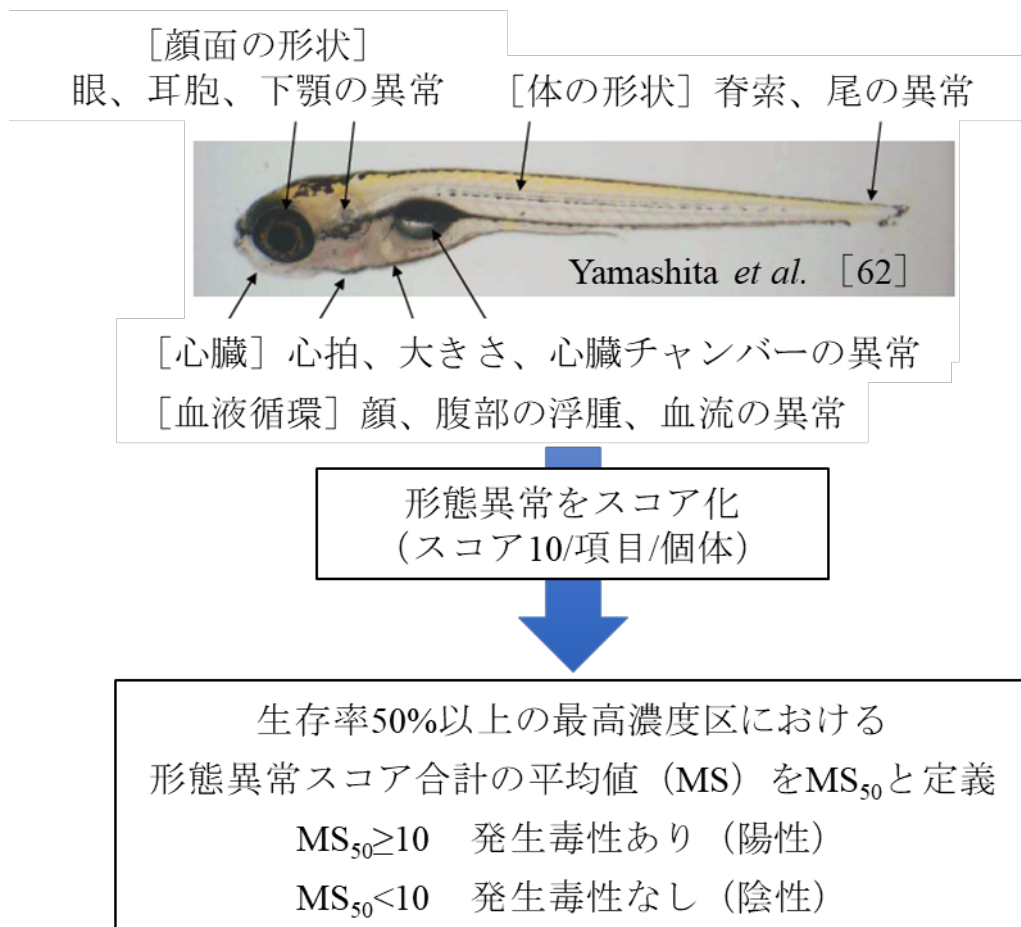 ［顔面の形状］
眼、耳胞、下顎の異常
［体の形状］脊索、尾の異常
Yamashita et al.［62］
［心臓］心拍、大きさ、心臓チャンバーの異常
［血液循環］顔、腹部の浮腫、血流の異常
形態異常をスコア化
（スコア10/項目/個体）
生存率50%以上の最高濃度区における
形態異常スコア合計の平均値（MS）をMS₅₀と定義
MS₅₀≥10　発生毒性あり（陽性）
MS₅₀<10　発生毒性なし（陰性）